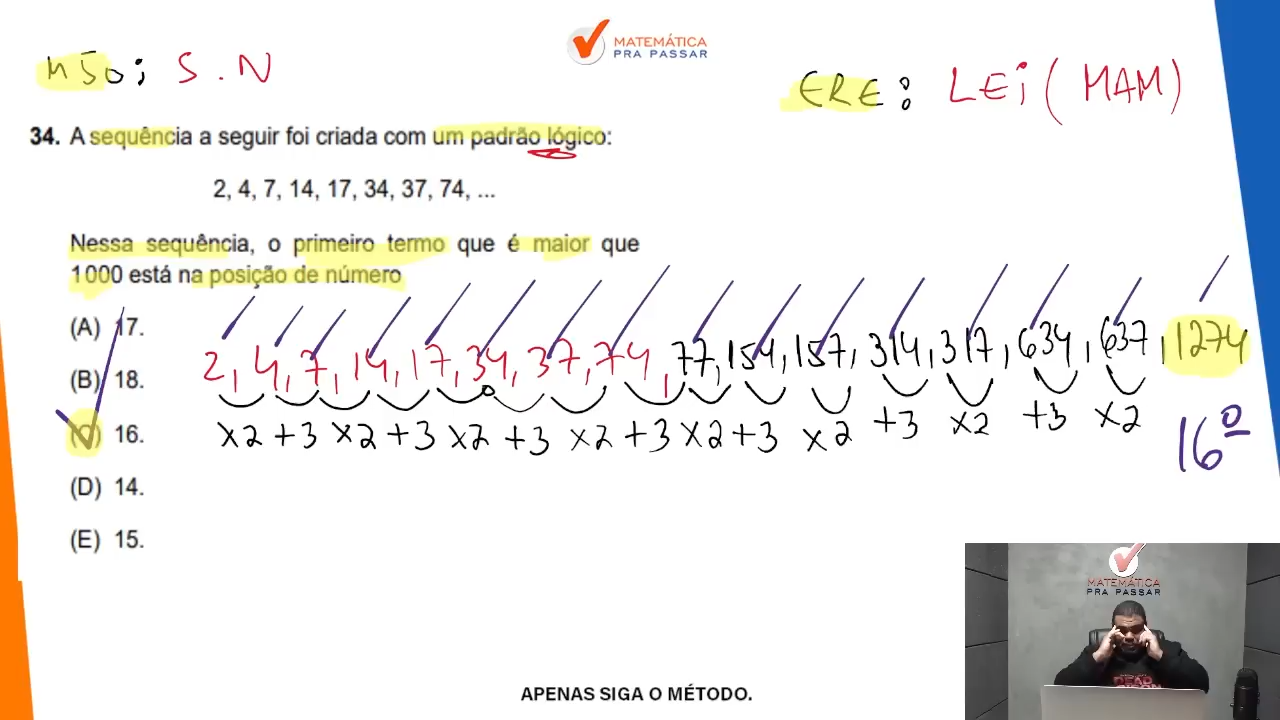 MATEMÁTICA
PRA PASSAR
MÃO: S.N
ERE: LEi (MAM)
34. A sequência a seguir foi criada com um padrão lógico:
2, 4, 7, 14, 17, 34, 37, 74, ...
Nessa sequência, o primeiro termo que é maior que
1000 está na posição de número
(A) 17.
(B) 18.
(C) 16.
(D) 14.
(E) 15.
2, 4, 7, 14, 17, 34, 37, 74, 77, 154, 157, 314, 317, 634, 637, 1274
x2 +3 x2 +3 x2 +3 x2 +3 x2 +3 x2 +3 x2 +3 x2
16º
MATEMÁTICA
PRA PASSAR
DEAD
APENAS SIGA O MÉTODO.